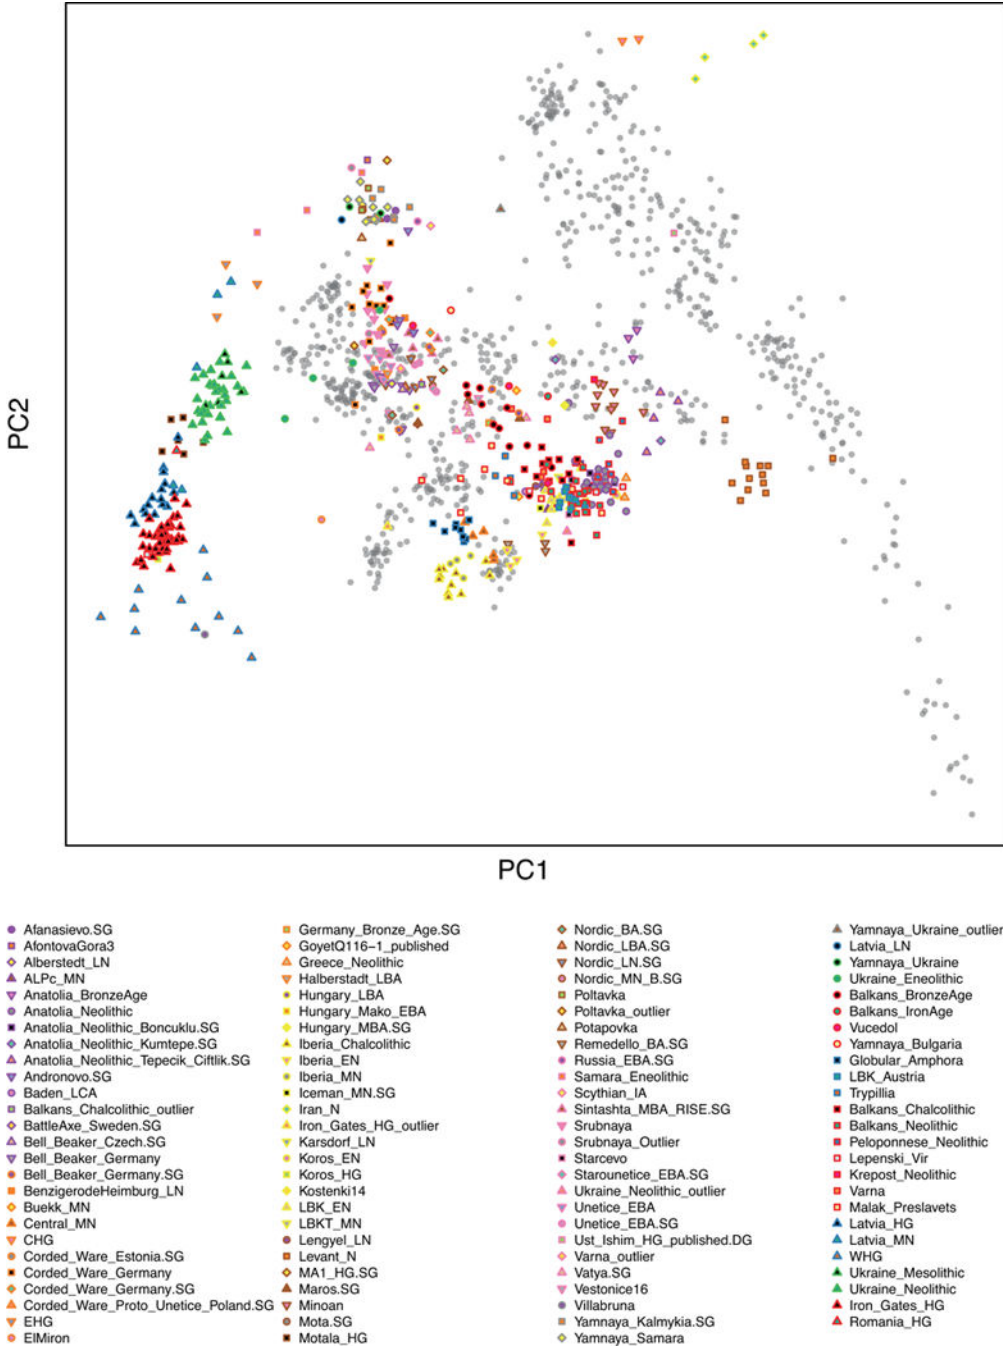 PC2
PC1
Afanasievo.SG
AfontovaGora3
Alberstedt_LN
ALPc_MN
Anatolia_BronzeAge
Anatolia_Neolithic
Anatolia_Neolithic_Boncuklu.SG
Anatolia_Neolithic_Kumtepe.SG
Anatolia_Neolithic_Tepecik_Ciftlik.SG
Andronovo.SG
Baden_LCA
Balkans_Chalcolithic_outlier
BattleAxe_Sweden.SG
Bell_Beaker_Czech.SG
Bell_Beaker_Germany
Bell_Beaker_Germany.SG
BenzigerodeHeimburg_LN
Buekk_MN
Central_MN
CHG
Corded_Ware_Estonia.SG
Corded_Ware_Germany
Corded_Ware_Germany.SG
Corded_Ware_Proto_Unetice_Poland.SG
EHG
ElMiron
Germany_Bronze_Age.SG
GoyetQ116-1_published
Greece_Neolithic
Halberstadt_LBA
Hungary_LBA
Hungary_Mako_EBA
Hungary_MBA.SG
Iberia_Chalcolithic
Iberia_EN
Iberia_MN
Iceman_MN.SG
Iran_N
Iron_Gates_HG_outlier
Karsdorf_LN
Koros_EN
Koros_HG
Kostenki14
LBK_EN
LBKT_MN
Lengyel_LN
Levant_N
MA1_HG.SG
Maros.SG
Minoan
Mota.SG
Motala_HG
Nordic_BA.SG
Nordic_LBA.SG
Nordic_LN.SG
Nordic_MN_B.SG
Poltavka
Poltavka_outlier
Potapovka
Remedello_BA.SG
Russia_EBA.SG
Samara_Eneolithic
Scythian_IA
Sintashta_MBA_RISE.SG
Srubnaya
Srubnaya_Outlier
Starcevo
Starounetice_EBA.SG
Ukraine_Neolithic_outlier
Unetice_EBA
Unetice_EBA.SG
Ust_Ishim_HG_published.DG
Varna_outlier
Vatya.SG
Vestonice16
Villabruna
Yamnaya_Kalmykia.SG
Yamnaya_Samara
Yamnaya_Ukraine_outlier
Latvia_LN
Yamnaya_Ukraine
Ukraine_Eneolithic
Balkans_BronzeAge
Balkans_IronAge
Vucedol
Yamnaya_Bulgaria
Globular_Amphora
LBK_Austria
Trypillia
Balkans_Chalcolithic
Balkans_Neolithic
Peloponnese_Neolithic
Lepenski_Vir
Krepost_Neolithic
Varna
Malak_Preslavets
Latvia_HG
Latvia_MN
WHG
Ukraine_Mesolithic
Ukraine_Neolithic
Iron_Gates_HG
Romania_HG